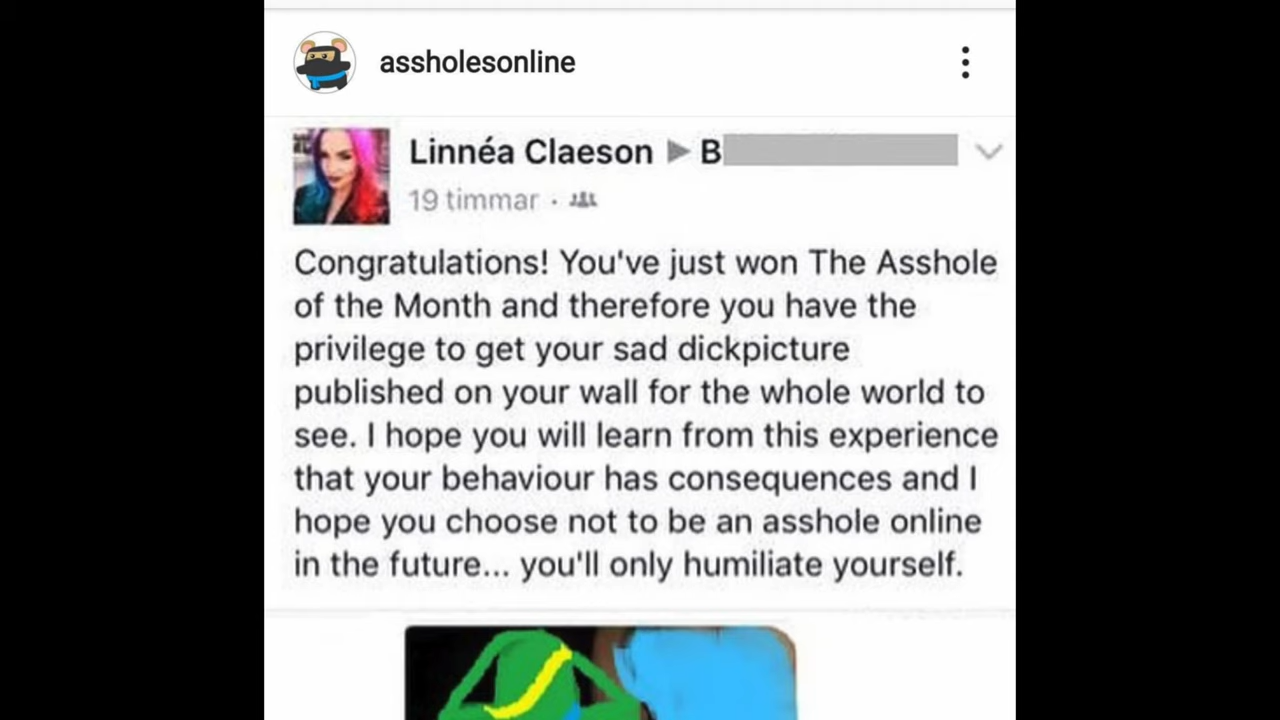 assholesonline
Linnéa Claeson ▶ B
19 timmar ·
Congratulations! You've just won The Asshole
of the Month and therefore you have the
privilege to get your sad dickpicture
published on your wall for the whole world to
see. I hope you will learn from this experience
that your behaviour has consequences and I
hope you choose not to be an asshole online
in the future... you'll only humiliate yourself.